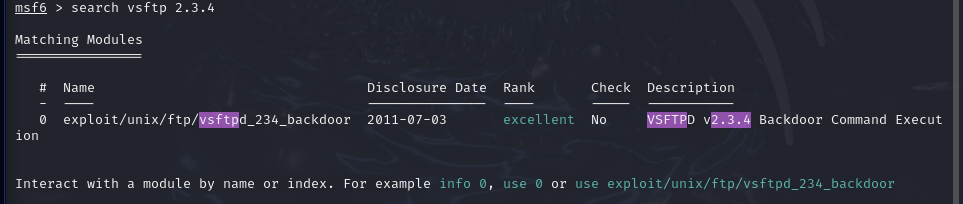 msf6 > search vsftp 2.3.4
Matching Modules
================
# Name Disclosure Date Rank Check Description
- ---- --------------- ---- ----- -----------
0 exploit/unix/ftp/vsftpd_234_backdoor 2011-07-03 excellent No VSFTPD v2.3.4 Backdoor Command Execut
ion
Interact with a module by name or index. For example info 0, use 0 or use exploit/unix/ftp/vsftpd_234_backdoor